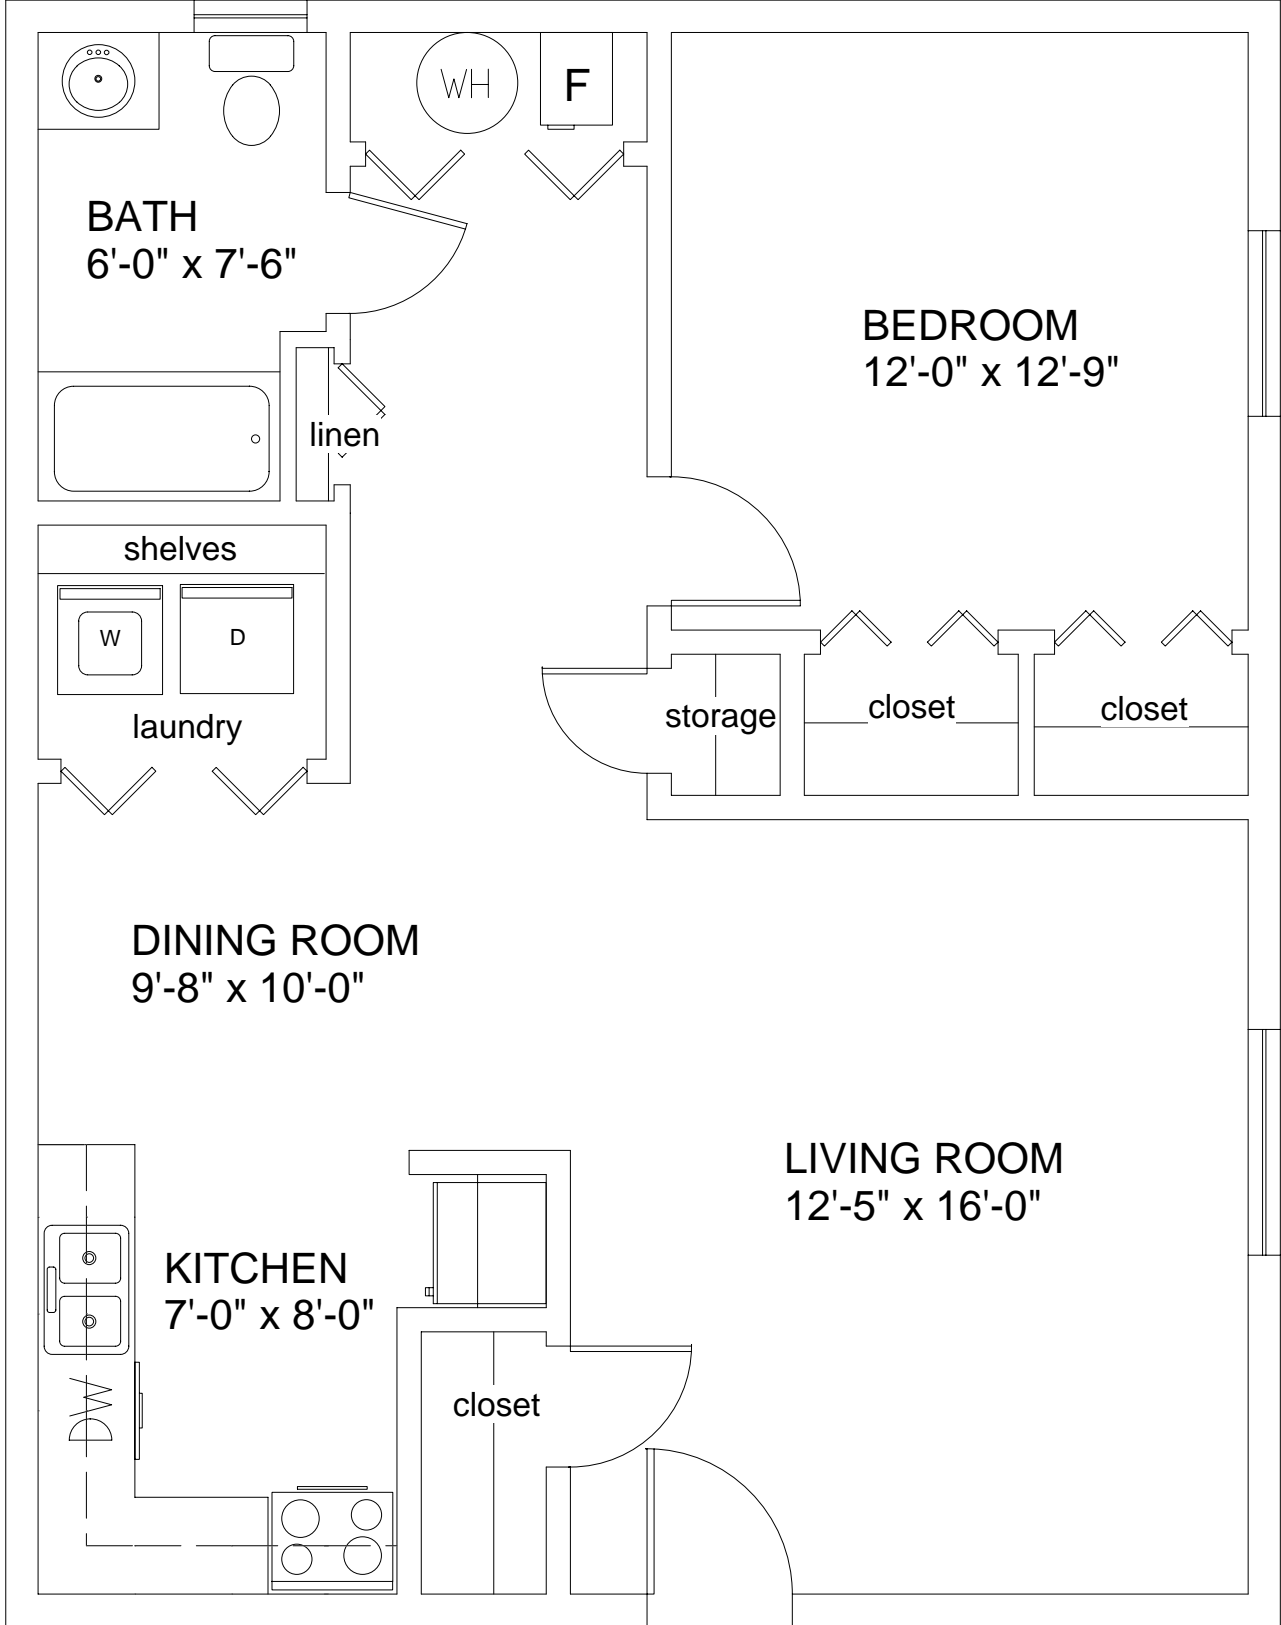 WH
F
BATH
6'-0" x 7'-6"
BEDROOM
12'-0" x 12'-9"
linen
shelves
W
D
laundry
storage
closet
closet
DINING ROOM
9'-8" x 10'-0"
LIVING ROOM
12'-5" x 16'-0"
KITCHEN
7'-0" x 8'-0"
DW
closet